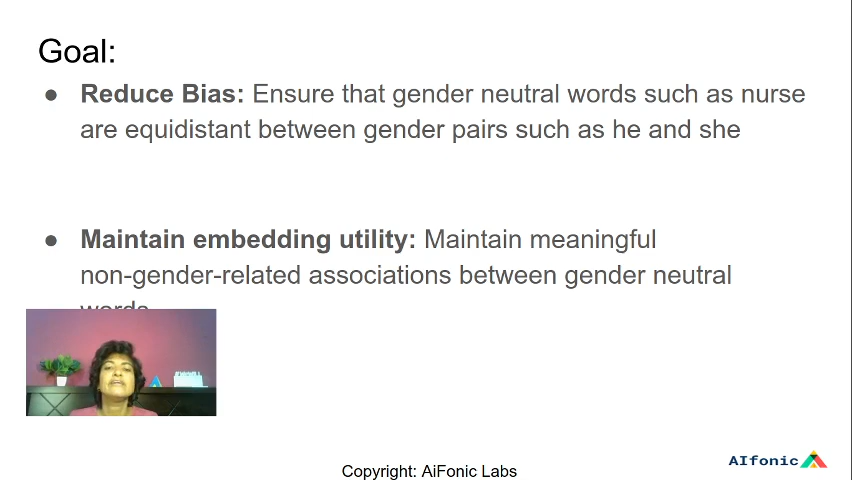 Goal:
● Reduce Bias: Ensure that gender neutral words such as nurse
are equidistant between gender pairs such as he and she
● Maintain embedding utility: Maintain meaningful
non-gender-related associations between gender neutral
words
AIfonic
Copyright: AiFonic Labs